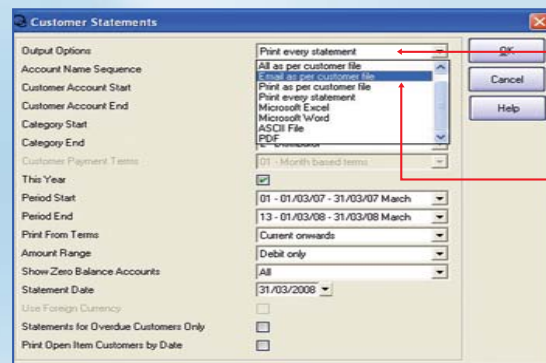 Customer Statements
Output Options Print every statement
All as per customer file
Email as per customer file
Print as per customer file
Print every statement
Microsoft Excel
Microsoft Word
ASCII File
PDF
Account Name Sequence
Customer Account Start
Customer Account End
Category Start
Category End
Customer Payment Terms 01 - Month based terms
This Year
Period Start 01 - 01/03/07 - 31/03/07 March
Period End 13 - 01/03/08 - 31/03/08 March
Print From Terms Current onwards
Amount Range Debit only
Show Zero Balance Accounts All
Statement Date 31/03/2008
Use Foreign Currency
Statements for Overdue Customers Only
Print Open Item Customers by Date
OK
Cancel
Help